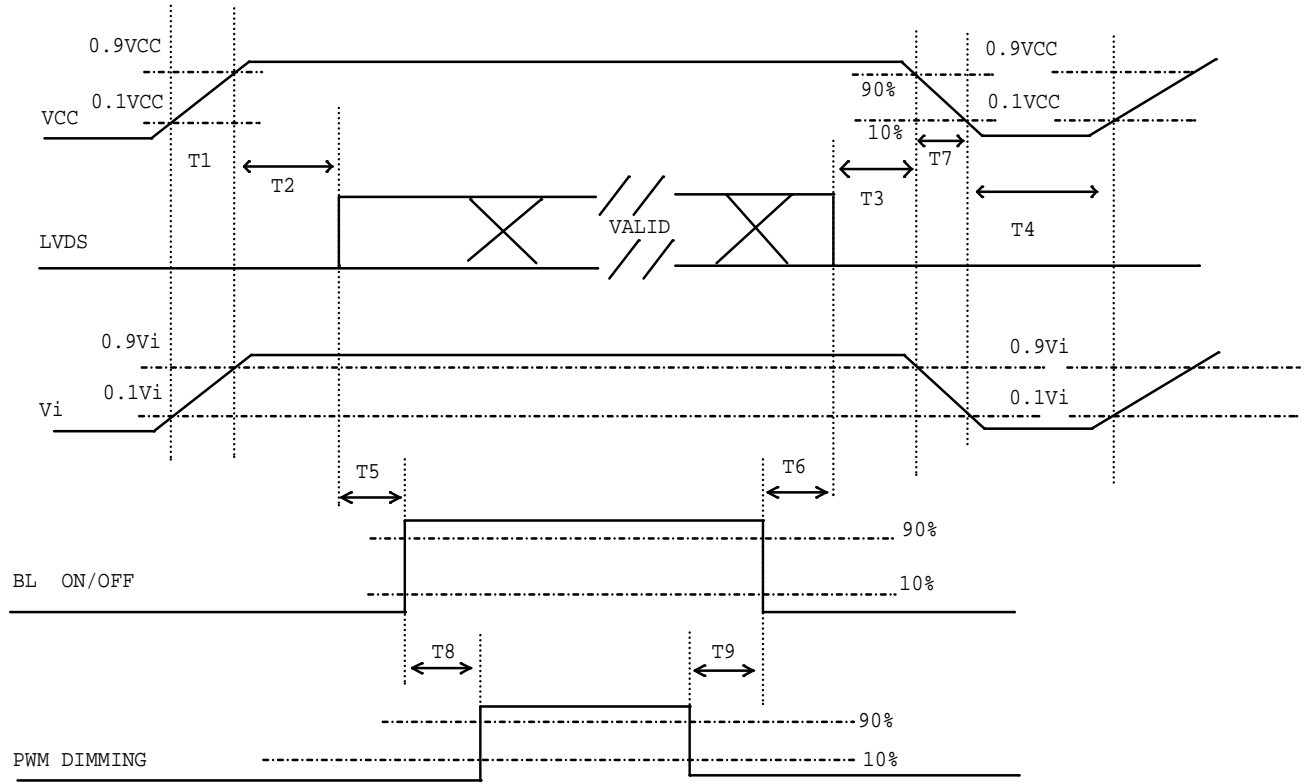 0.9VCC
0.9VCC
90%
0.1VCC
0.1VCC
VCC
10%
T1
T7
T2
T3
VALID
T4
LVDS
0.9Vi
0.9Vi
0.1Vi
0.1Vi
Vi
T5
T6
90%
BL ON/OFF
10%
T8
T9
90%
PWM DIMMING
10%